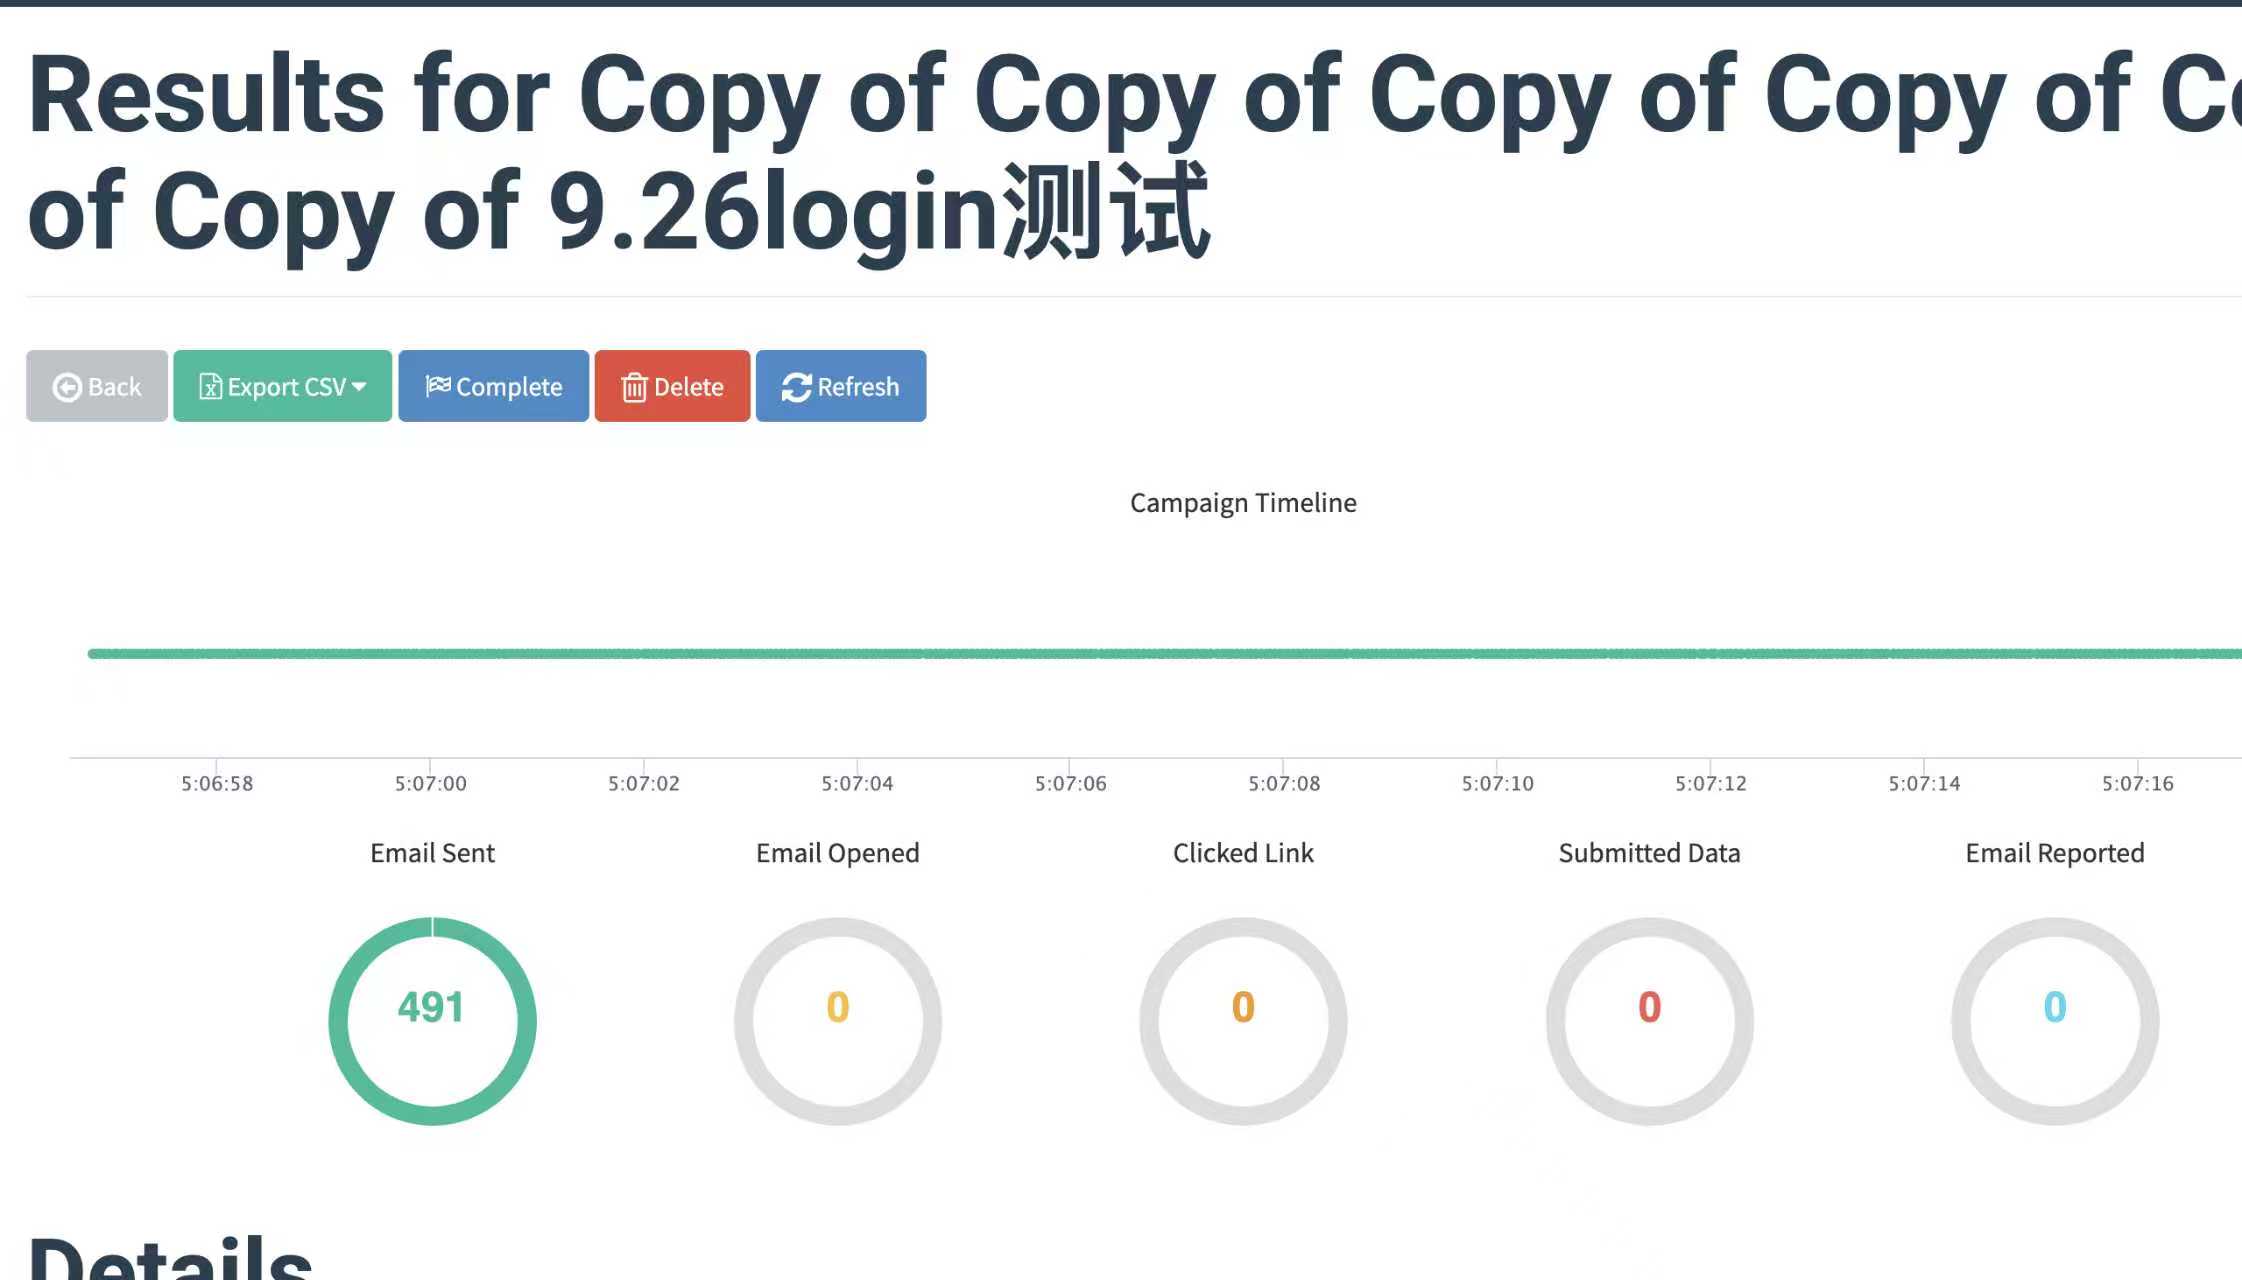 Results for Copy of Copy of Copy of Copy of
of Copy of 9.26login测试
Back Export CSV Complete Delete Refresh
Campaign Timeline
5:06:58 5:07:00 5:07:02 5:07:04 5:07:06 5:07:08 5:07:10 5:07:12 5:07:14 5:07:16
Email Sent Email Opened Clicked Link Submitted Data Email Reported
491 0 0 0 0
Details